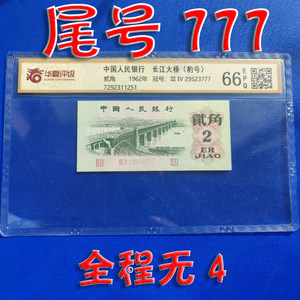 尾号 777
华夏评级
中国人民银行 长江大桥(豹号)
贰角 1962年 冠号: III IV 29523777
7292311251
66 EPQ
中国人民银行
贰角
2
ER
JIAO
全程无 4